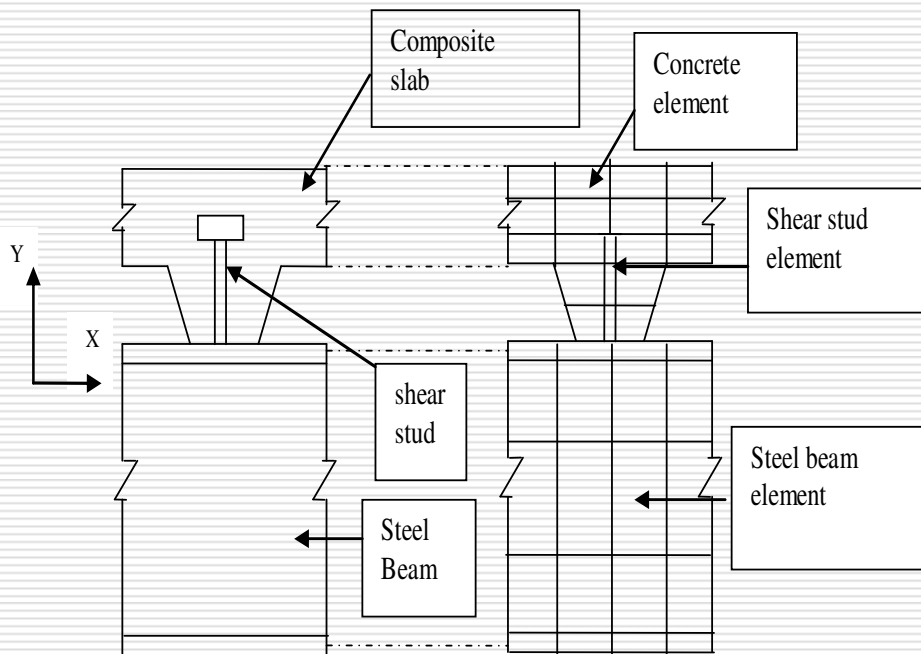 Composite
slab
Concrete
element
Shear stud
element
Y
X
shear
stud
Steel beam
element
Steel
Beam